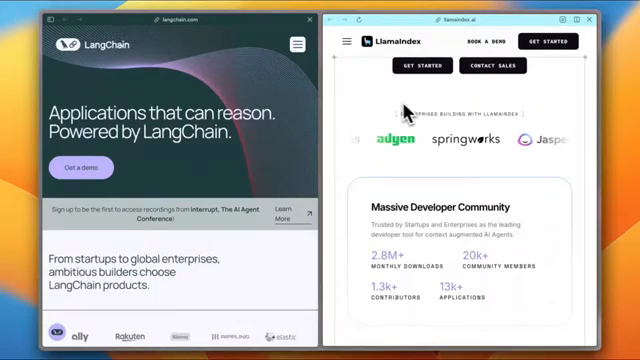 langchain.com
LangChain
Applications that can reason.
Powered by LangChain.
Get a demo
Sign up to be the first to access recordings from Interrupt, The AI Agent
Conference!
Learn
More
From startups to global enterprises,
ambitious builders choose
LangChain products.
ally
Rakuten
Klarna
RIPPLING
elastic
llamaindex.ai
LlamaIndex
BOOK A DEMO
GET STARTED
GET STARTED
CONTACT SALES
ENTERPRISES BUILDING WITH LLAMAINDEX
adyen
springworks
Jasper
Massive Developer Community
Trusted by Startups and Enterprises as the leading
developer tool for context augmented AI Agents.
2.8M+
20k+
MONTHLY DOWNLOADS
COMMUNITY MEMBERS
1.3k+
13k+
CONTRIBUTORS
APPLICATIONS